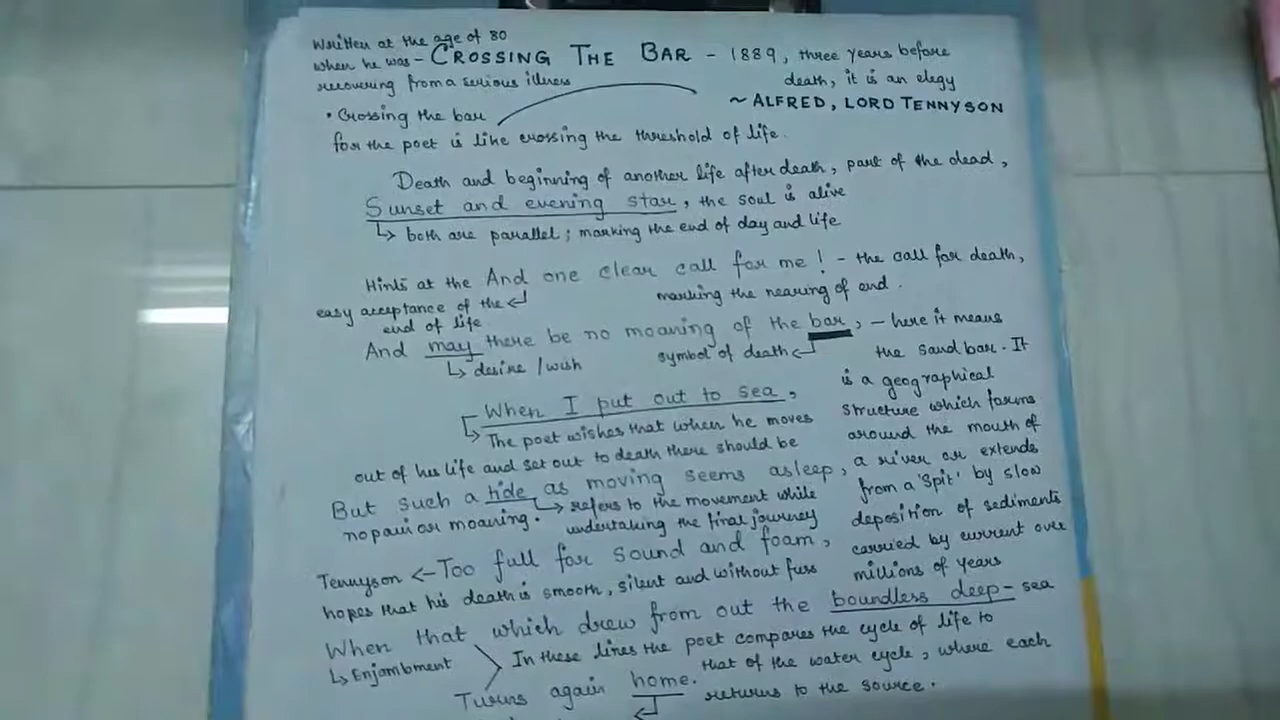 Written at the age of 80
when he was - CROSSING THE BAR - 1889, three years before
recovering from a serious illness death, it is an elegy
~ ALFRED, LORD TENNYSON
• Crossing the bar
for the poet is like crossing the threshold of life.
Death and beginning of another life after death, part of the dead,
Sunset and evening star, the soul is alive
↳ both are parallel; marking the end of day and life
Hints at the And one clear call for me! - the call for death,
easy acceptance of the ↲ marking the nearing of end.
end of life
And may there be no moaning of the bar, - here it means
↳ desire / wish symbol of death ↲ the sand bar. It
is a geographical
When I put out to sea, structure which forms
↳ The poet wishes that when he moves around the mouth of
out of his life and set out to death there should be a river or extends
But such a tide as moving seems asleep, from a 'Spit' by slow
no pain or moaning. ↳ refers to the movement while deposition of sediments
undertaking the final journey carried by current over
Tennyson ← Too full for sound and foam, millions of years
hopes that his death is smooth, silent and without fuss
When that which drew from out the boundless deep - sea
↳ Enjambment In these lines the poet compares the cycle of life to
that of the water cycle, where each
Turns again home. returns to the source.